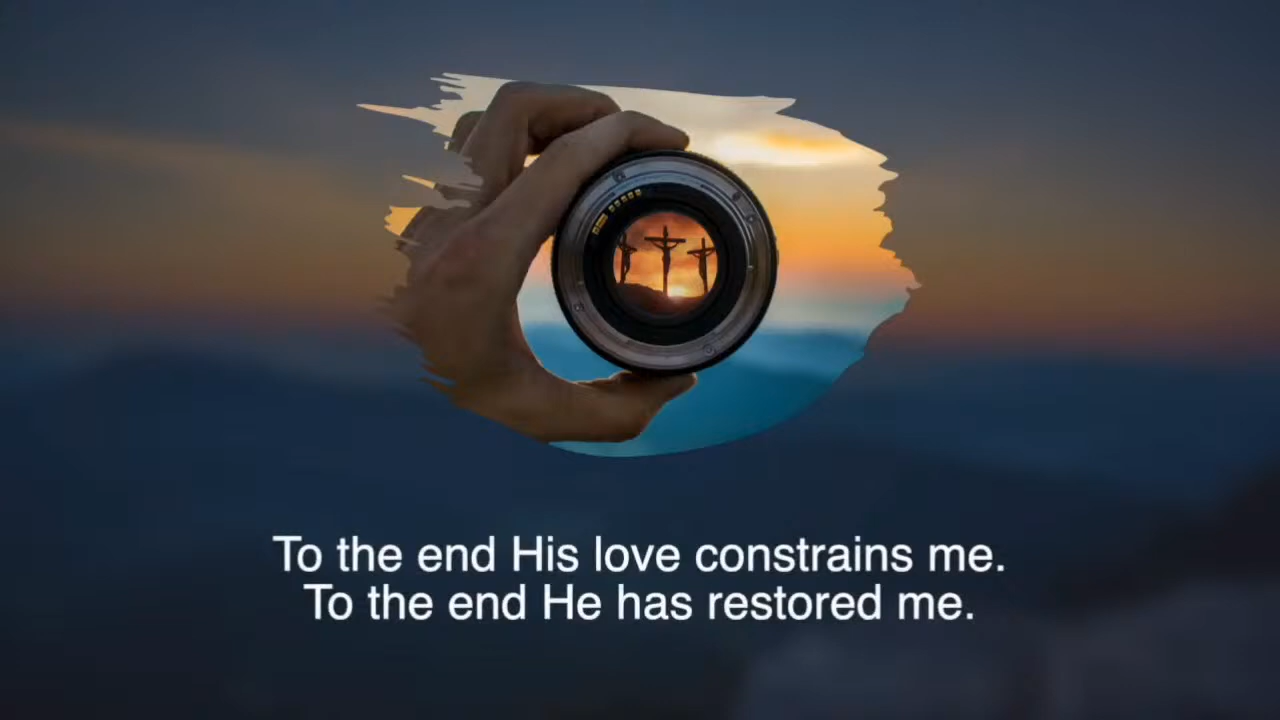 To the end His love constrains me.
To the end He has restored me.